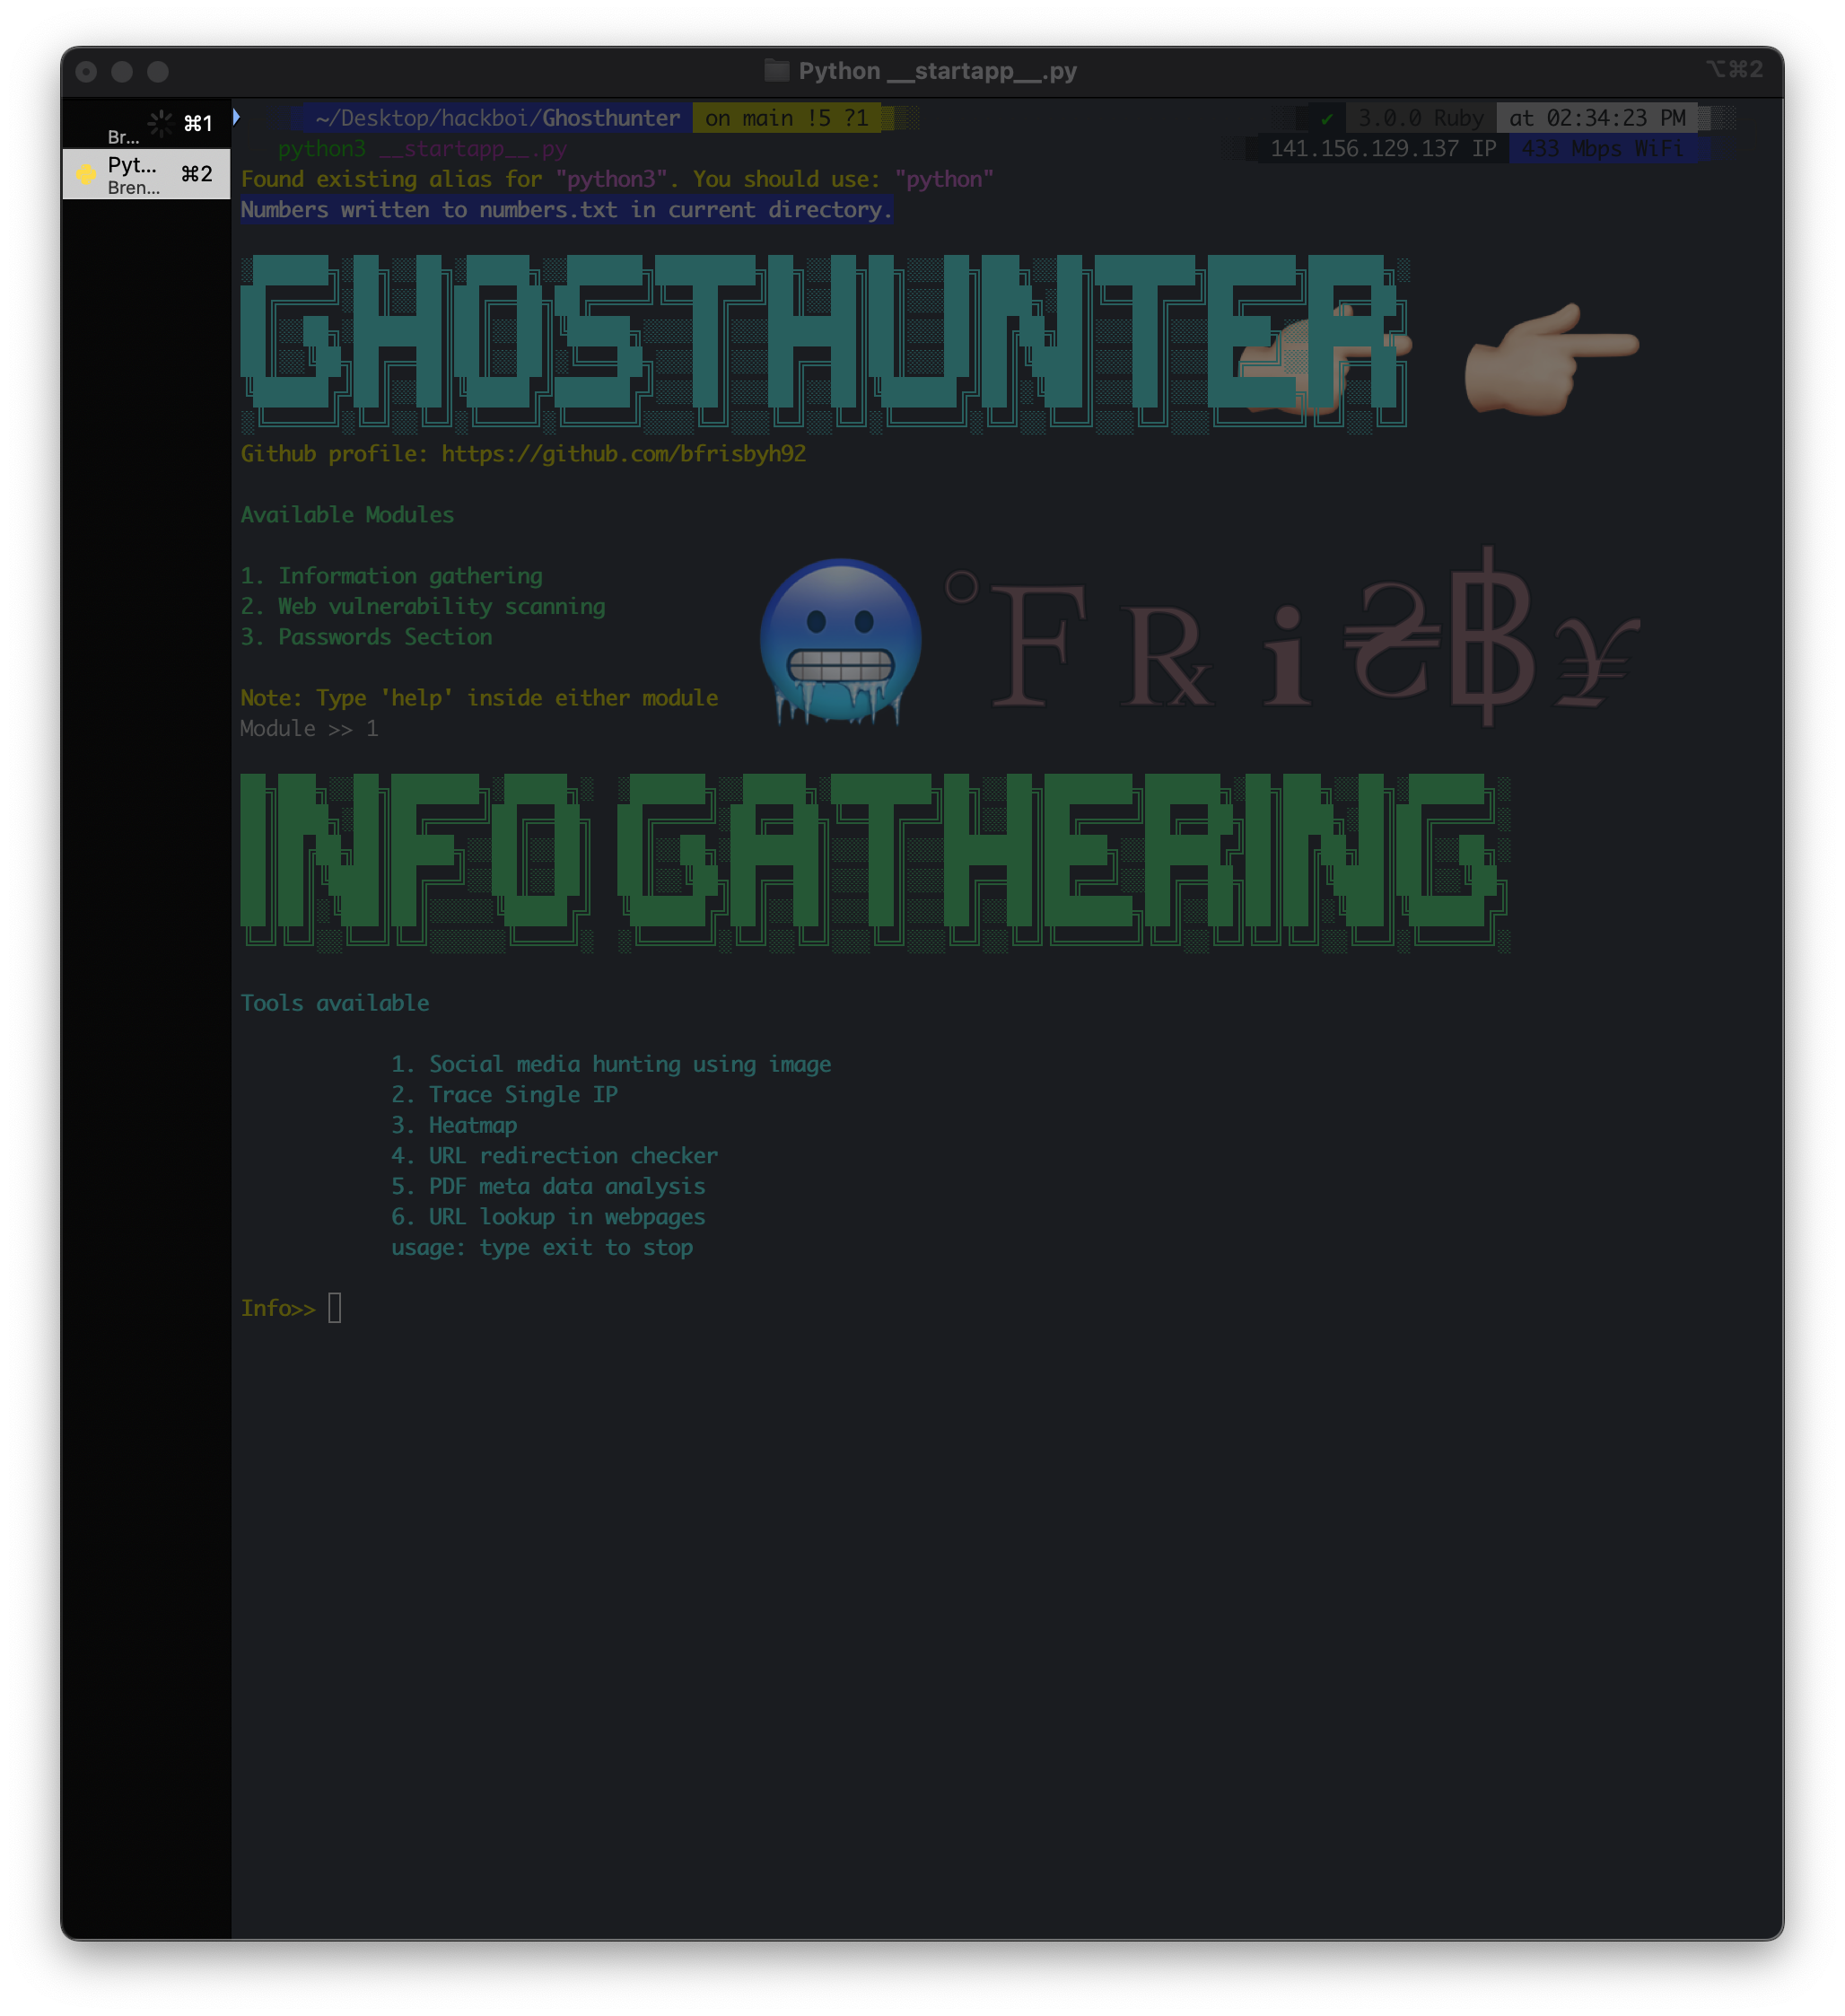 Python __startapp__.py
⌥⌘2
Br... ⌘1
Pyt... ⌘2
Bren...
~/Desktop/hackboi/Ghosthunter on main !5 ?1
✔ 3.0.0 Ruby at 02:34:23 PM
python3 __startapp__.py
141.156.129.137 IP 433 Mbps WiFi
Found existing alias for "python3". You should use: "python"
Numbers written to numbers.txt in current directory.
GHOSTHUNTER
Github profile: https://github.com/bfrisbyh92
Available Modules
1. Information gathering
2. Web vulnerability scanning
3. Passwords Section
°F℞i₴฿¥
Note: Type 'help' inside either module
Module >> 1
INFO GATHERING
Tools available
1. Social media hunting using image
2. Trace Single IP
3. Heatmap
4. URL redirection checker
5. PDF meta data analysis
6. URL lookup in webpages
usage: type exit to stop
Info>>